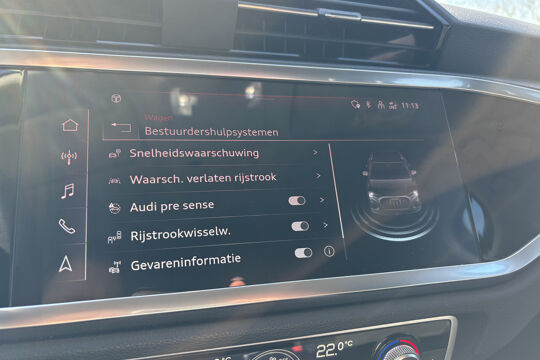 11:13
Wagen
Bestuurdershulpsystemen
Snelheidswaarschuwing
Waarsch. verlaten rijstrook
Audi pre sense
Rijstrookwisselw.
Gevareninformatie
22.0°C